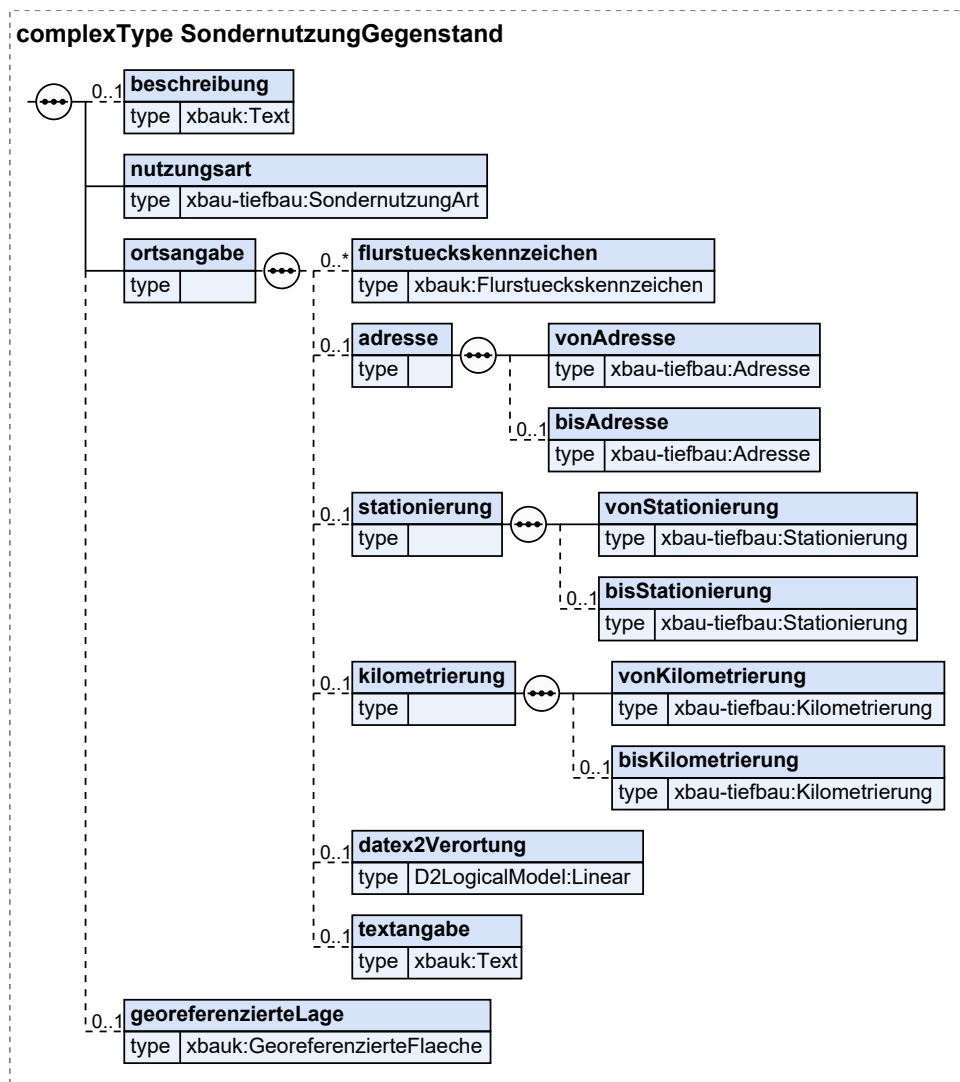 complexType SondernutzungGegenstand
0..1
beschreibung
type xbauk:Text
nutzungsart
type xbau-tiefbau:SondernutzungArt
ortsangabe
type
0..*
flurstueckskennzeichen
type xbauk:Flurstueckskennzeichen
0..1
adresse
type
vonAdresse
type xbau-tiefbau:Adresse
0..1
bisAdresse
type xbau-tiefbau:Adresse
0..1
stationierung
type
vonStationierung
type xbau-tiefbau:Stationierung
0..1
bisStationierung
type xbau-tiefbau:Stationierung
0..1
kilometrierung
type
vonKilometrierung
type xbau-tiefbau:Kilometrierung
0..1
bisKilometrierung
type xbau-tiefbau:Kilometrierung
0..1
datex2Verortung
type D2LogicalModel:Linear
0..1
textangabe
type xbauk:Text
0..1
georeferenzierteLage
type xbauk:GeoreferenzierteFlaeche